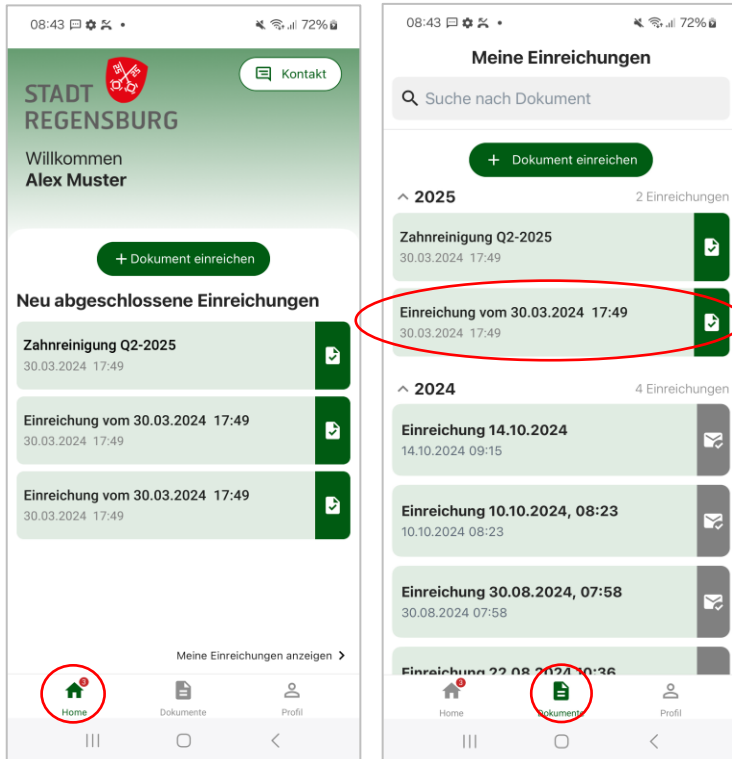 08:43
72%
STADT
REGENSBURG
Kontakt
Willkommen
Alex Muster
+ Dokument einreichen
Neu abgeschlossene Einreichungen
Zahnreinigung Q2-2025
30.03.2024 17:49
Einreichung vom 30.03.2024 17:49
30.03.2024 17:49
Einreichung vom 30.03.2024 17:49
30.03.2024 17:49
Meine Einreichungen anzeigen
3
Home
Dokumente
Profil
08:43
72%
Meine Einreichungen
Suche nach Dokument
+ Dokument einreichen
2025
2 Einreichungen
Zahnreinigung Q2-2025
30.03.2024 17:49
Einreichung vom 30.03.2024 17:49
30.03.2024 17:49
2024
4 Einreichungen
Einreichung 14.10.2024
14.10.2024 09:15
Einreichung 10.10.2024, 08:23
10.10.2024 08:23
Einreichung 30.08.2024, 07:58
30.08.2024 07:58
Einreichung 22.08.2024 10:36
3
Home
Dokumente
Profil